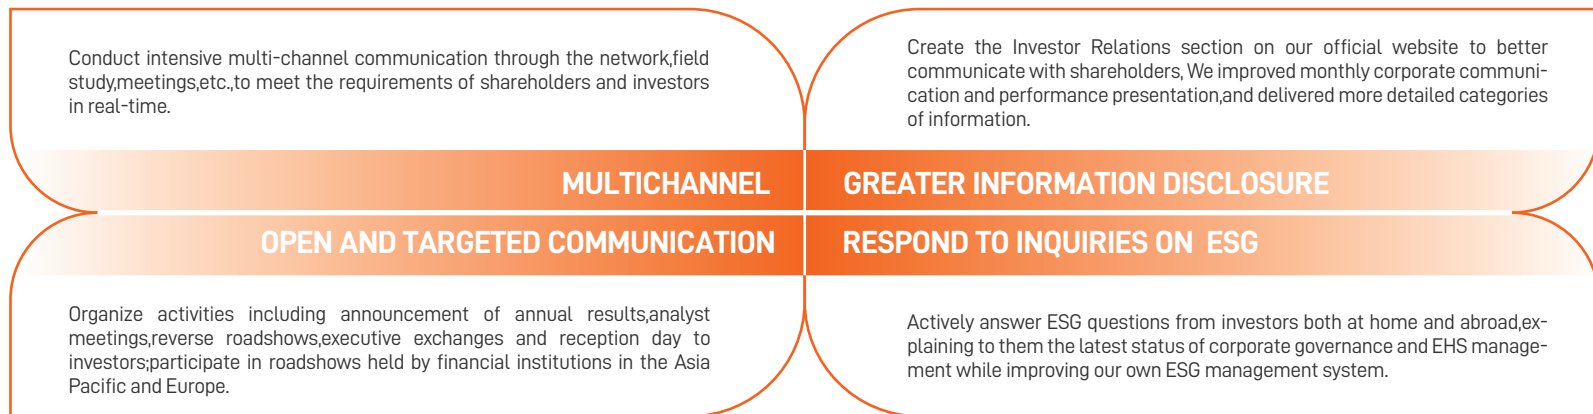 Conduct intensive multi-channel communication through the network,field
study,meetings,etc.,to meet the requirements of shareholders and investors
in real-time.
Create the Investor Relations section on our official website to better
communicate with shareholders, We improved monthly corporate communi-
cation and performance presentation,and delivered more detailed categories
of information.
MULTICHANNEL
GREATER INFORMATION DISCLOSURE
OPEN AND TARGETED COMMUNICATION
RESPOND TO INQUIRIES ON  ESG
Organize activities including announcement of annual results,analyst
meetings,reverse roadshows,executive exchanges and reception day to
investors;participate in roadshows held by financial institutions in the Asia
Pacific and Europe.
Actively answer ESG questions from investors both at home and abroad,ex-
plaining to them the latest status of corporate governance and EHS manage-
ment while improving our own ESG management system.